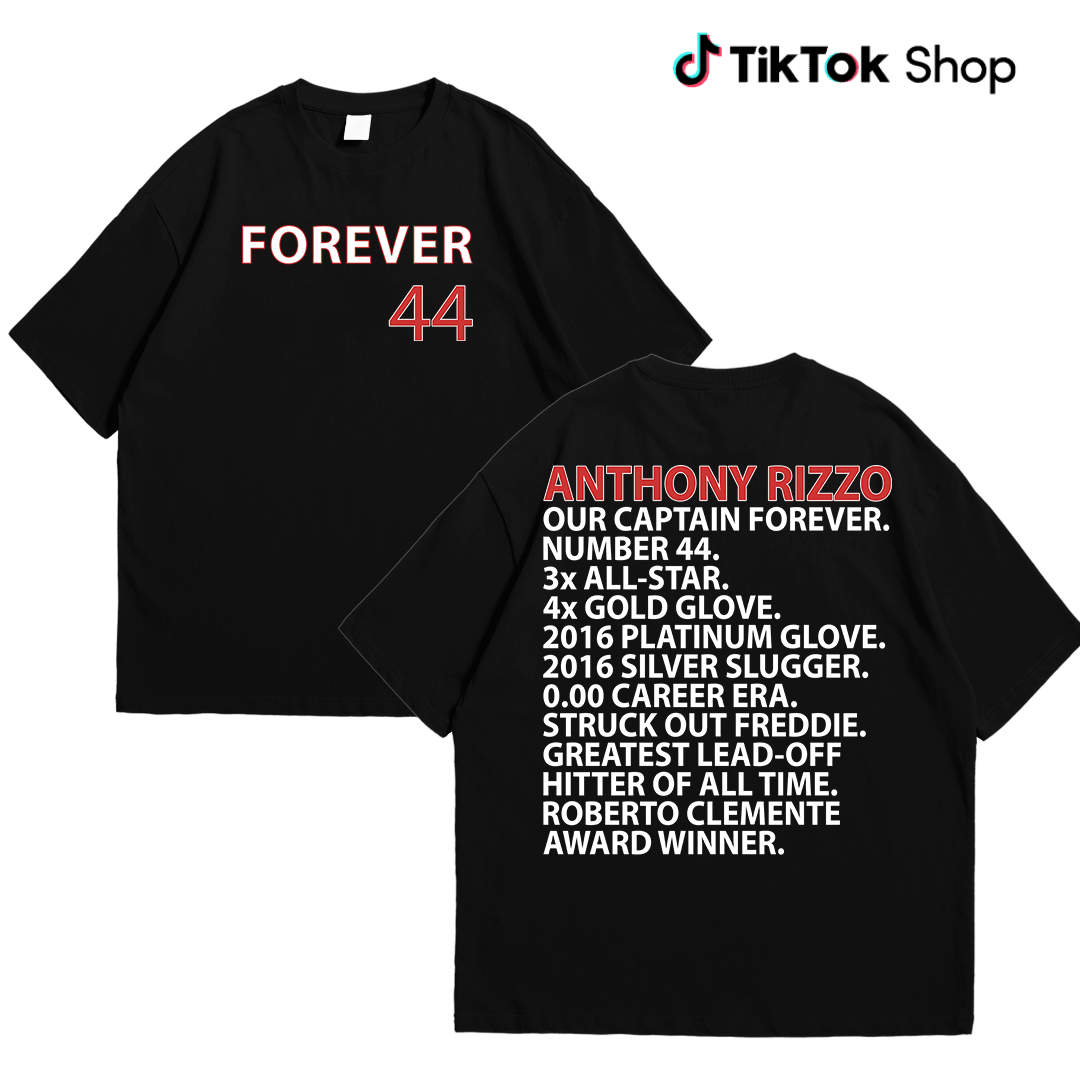 TikTok Shop
FOREVER
44
ANTHONY RIZZO
OUR CAPTAIN FOREVER.
NUMBER 44.
3x ALL-STAR.
4x GOLD GLOVE.
2016 PLATINUM GLOVE.
2016 SILVER SLUGGER.
0.00 CAREER ERA.
STRUCK OUT FREDDIE.
GREATEST LEAD-OFF
HITTER OF ALL TIME.
ROBERTO CLEMENTE
AWARD WINNER.